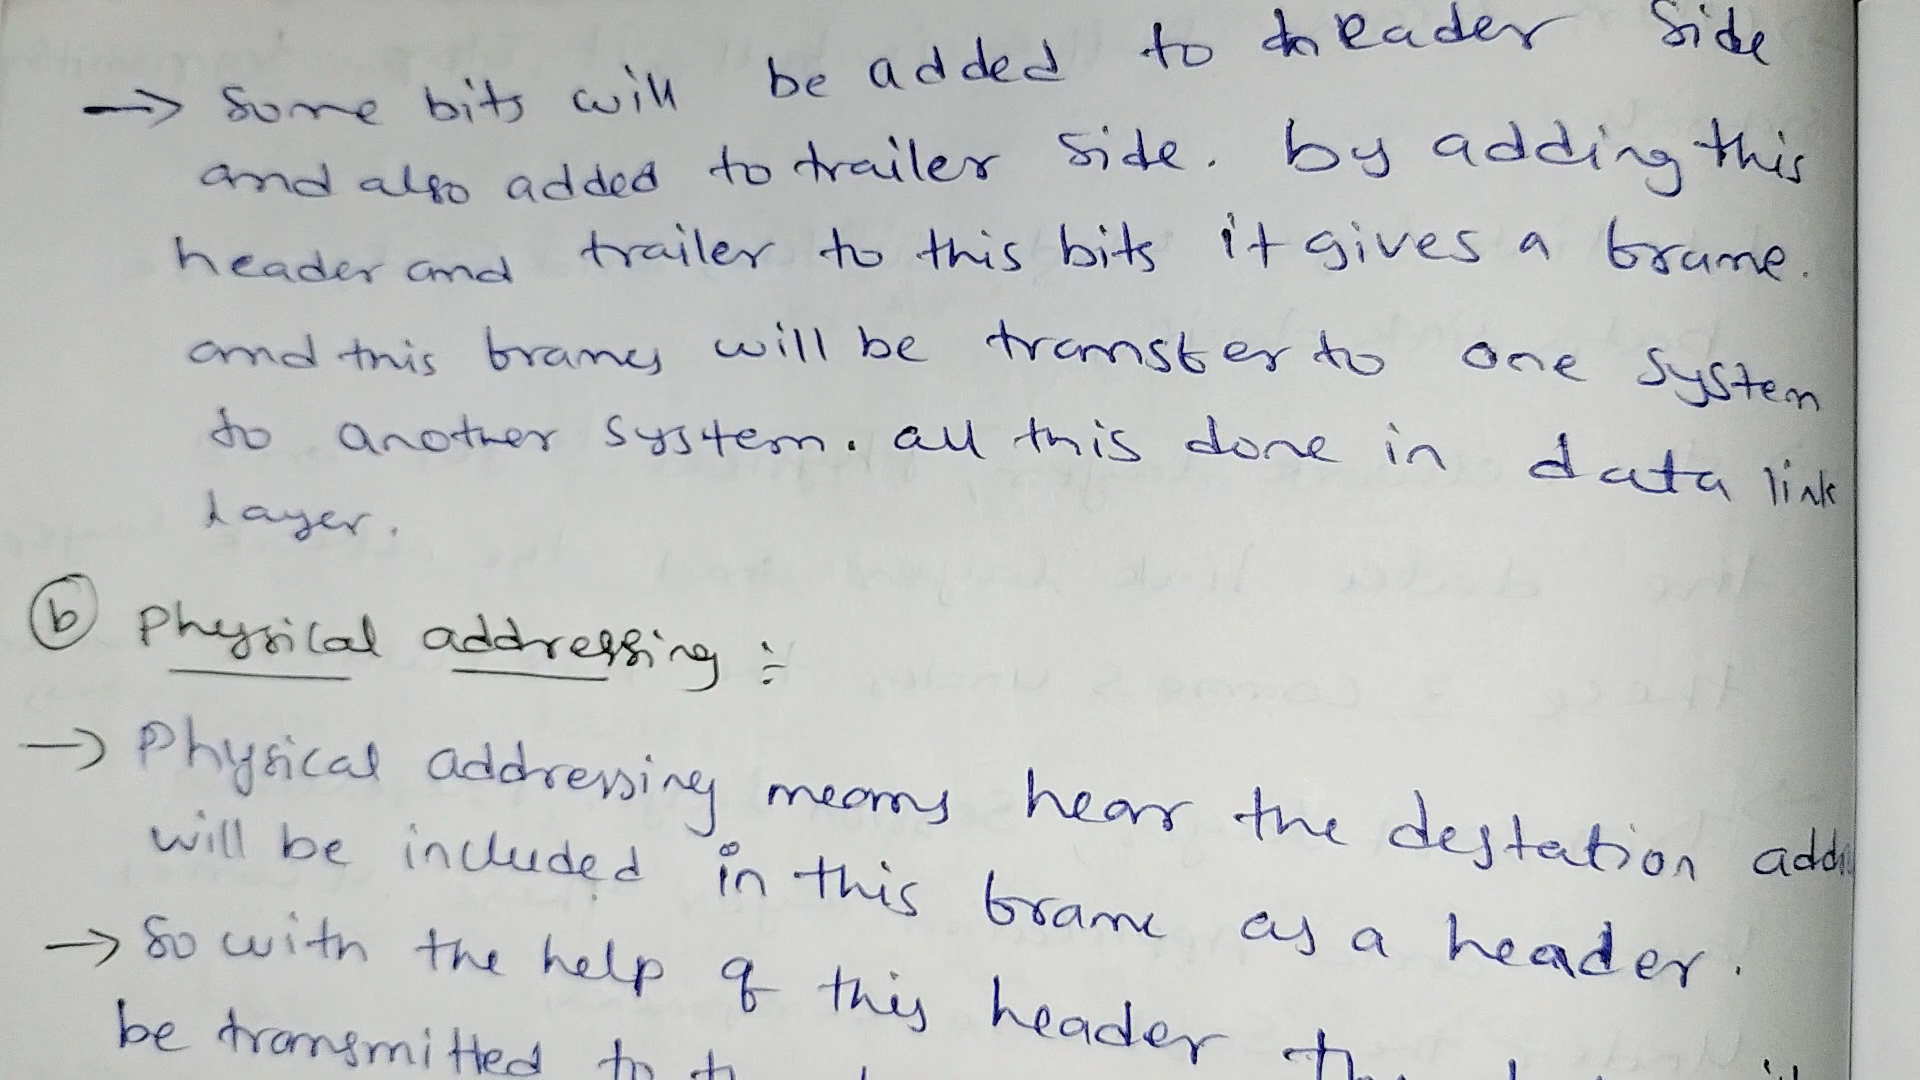 → Some bits will be added to header side
and also added to trailer side. by adding this
header and trailer to this bits it gives a frame.
and this frames will be transfer to one system
to another system. all this done in data link
Layer.
ⓑ Physical addressing :-
→ Physical addressing means hear the destation add
will be included in this frame as a header.
→ So with the help of this header
be transmitted to